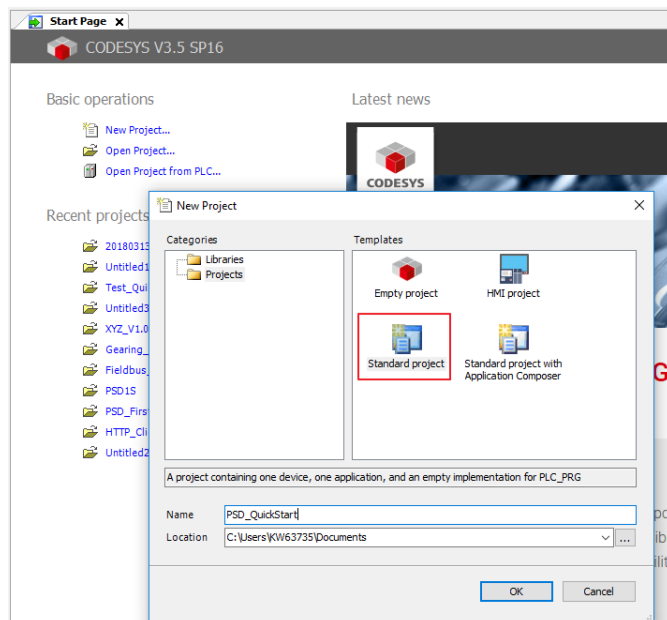 Start Page
CODESYS V3.5 SP16
Basic operations
Latest news
New Project...
Open Project...
Open Project from PLC...
CODESYS
Recent projects
20180313
Untitled1
Test_Qui
Untitled3
XYZ_V1.0
Gearing_
Fieldbus_
PSD1S
PSD_Firs
HTTP_Cli
Untitled2
New Project
Categories
Libraries
Projects
Templates
Empty project
HMI project
Standard project
Standard project with
Application Composer
A project containing one device, one application, and an empty implementation for PLC_PRG
Name
PSD_QuickStart
Location
C:\Users\KW63735\Documents
...
OK
Cancel